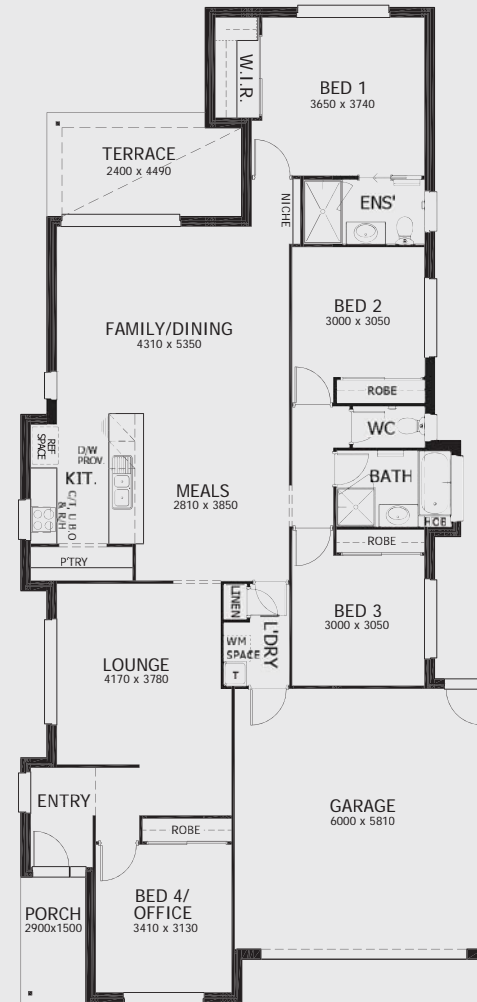 W.I.R.
BED 1
3650 x 3740
TERRACE
2400 x 4490
NICHE
ENS'
FAMILY/DINING
4310 x 5350
BED 2
3000 x 3050
ROBE
REF
SPACE
D/W
PROV.
KIT.
C/T, U.B.O
& R/H
WC
BATH
HOB
MEALS
2810 x 3850
P'TRY
ROBE
BED 3
3000 x 3050
LINEN
L'DRY
WM
SPACE
T
LOUNGE
4170 x 3780
ENTRY
GARAGE
6000 x 5810
ROBE
BED 4/
OFFICE
3410 x 3130
PORCH
2900x1500